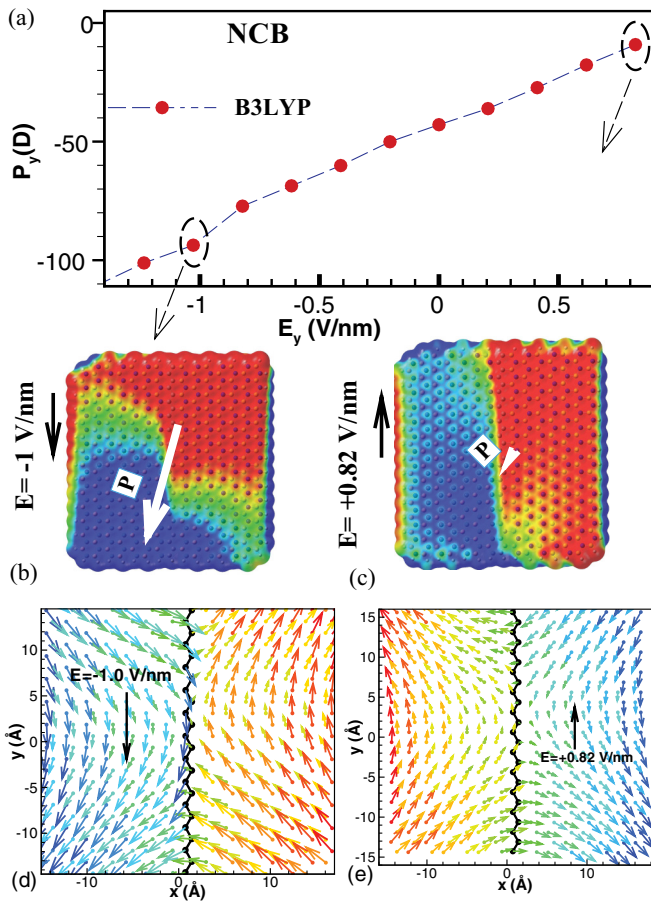 (a)
NCB
B3LYP
P_y(D)
0
-50
-100
-1
-0.5
0
0.5
E_y (V/nm)
E= -1 V/nm
P
(b)
E= +0.82 V/nm
P
(c)
y (Å)
15
10
5
0
-5
-10
E=-1.0 V/nm
(d)
-10
0
10
x (Å)
y (Å)
15
10
5
0
-5
-10
-15
E=+0.82 V/nm
(e)
-10
0
10
x (Å)